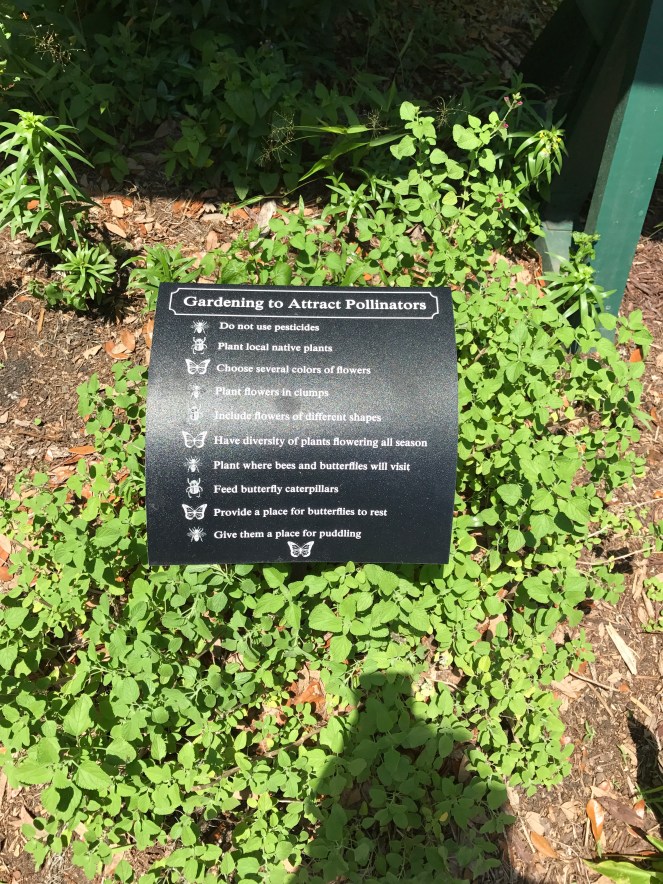 Gardening to Attract Pollinators
Do not use pesticides
Plant local native plants
Choose several colors of flowers
Plant flowers in clumps
Include flowers of different shapes
Have diversity of plants flowering all season
Plant where bees and butterflies will visit
Feed butterfly caterpillars
Provide a place for butterflies to rest
Give them a place for puddling